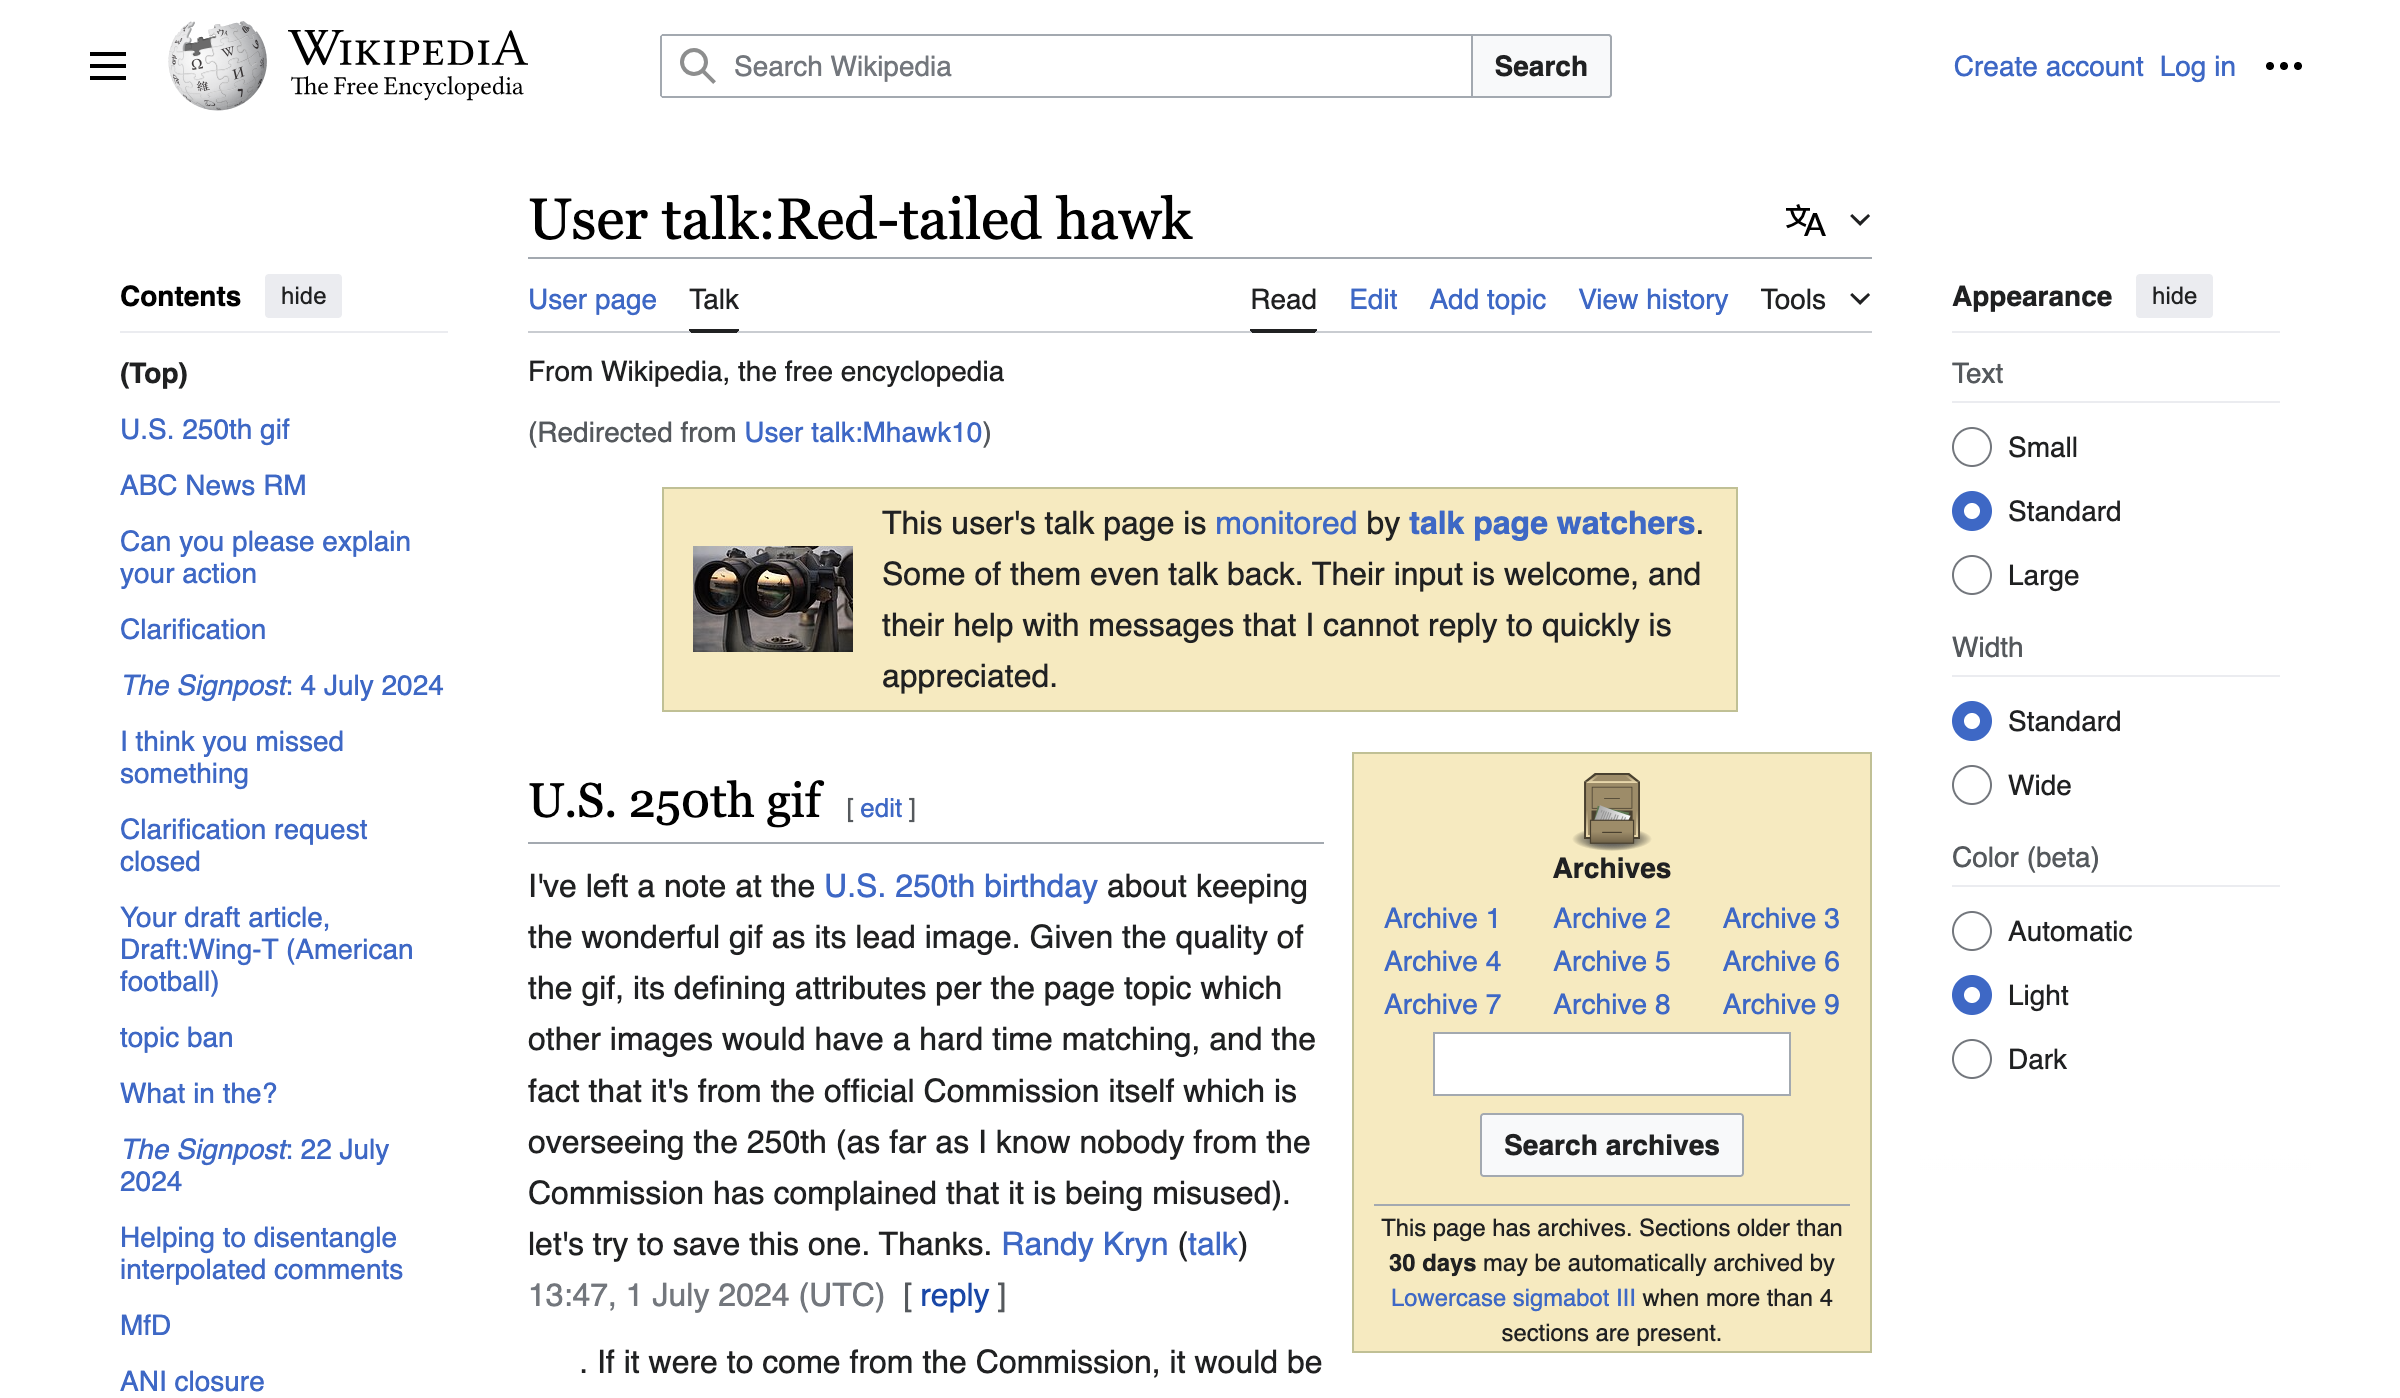 WIKIPEDIA
The Free Encyclopedia
Search Wikipedia
Search
Create account Log in
User talk:Red-tailed hawk
Contents hide
(Top)
U.S. 250th gif
ABC News RM
Can you please explain
your action
Clarification
The Signpost: 4 July 2024
I think you missed
something
Clarification request
closed
Your draft article,
Draft:Wing-T (American
football)
topic ban
What in the?
The Signpost: 22 July
2024
Helping to disentangle
interpolated comments
MfD
ANI closure
User page Talk
Read Edit Add topic View history Tools
From Wikipedia, the free encyclopedia
(Redirected from User talk:Mhawk10)
This user's talk page is monitored by talk page watchers.
Some of them even talk back. Their input is welcome, and
their help with messages that I cannot reply to quickly is
appreciated.
U.S. 250th gif [ edit ]
I've left a note at the U.S. 250th birthday about keeping
the wonderful gif as its lead image. Given the quality of
the gif, its defining attributes per the page topic which
other images would have a hard time matching, and the
fact that it's from the official Commission itself which is
overseeing the 250th (as far as I know nobody from the
Commission has complained that it is being misused).
let's try to save this one. Thanks. Randy Kryn (talk)
13:47, 1 July 2024 (UTC) [ reply ]
. If it were to come from the Commission, it would be
Archives
Archive 1 Archive 2 Archive 3
Archive 4 Archive 5 Archive 6
Archive 7 Archive 8 Archive 9
Search archives
This page has archives. Sections older than
30 days may be automatically archived by
Lowercase sigmabot III when more than 4
sections are present.
Appearance hide
Text
Small
Standard
Large
Width
Standard
Wide
Color (beta)
Automatic
Light
Dark